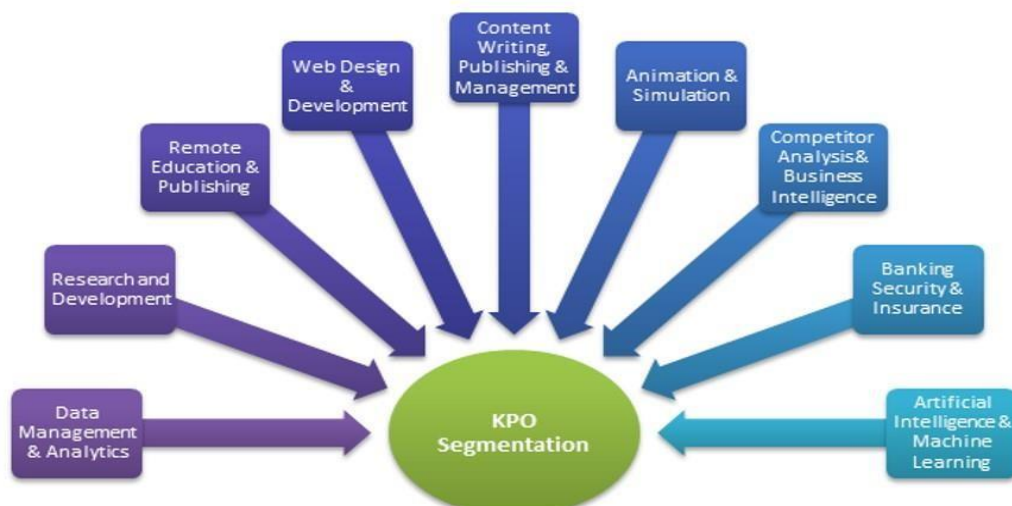 Content
Writing,
Publishing &
Management
Web Design
&
Development
Animation &
Simulation
Remote
Education &
Publishing
Competitor
Analysis&
Business
Intelligence
Research and
Development
Banking
Security &
Insurance
Data
Management
& Analytics
KPO
Segmentation
Artificial
Intelligence &
Machine
Learning